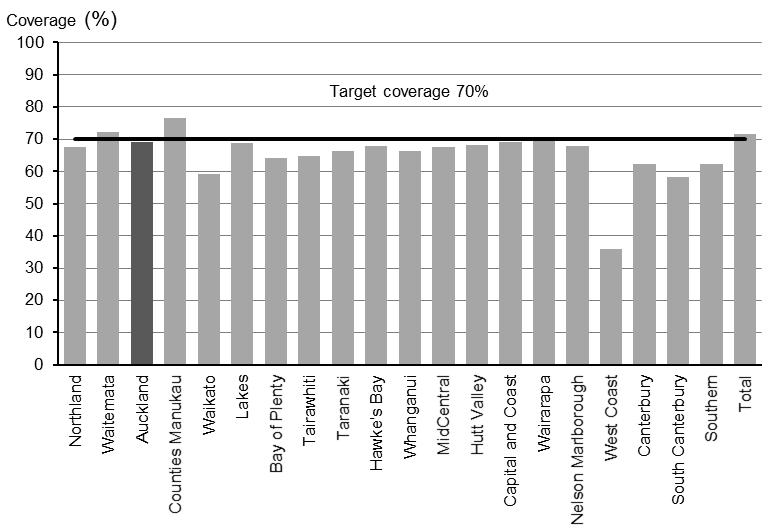 Coverage (%)
100
90
80
70
60
50
40
30
20
10
0
Target coverage 70%
Northland
Waitemata
Auckland
Counties Manukau
Waikato
Lakes
Bay of Plenty
Tairawhiti
Taranaki
Hawke's Bay
Whanganui
MidCentral
Hutt Valley
Capital and Coast
Wairarapa
Nelson Marlborough
West Coast
Canterbury
South Canterbury
Southern
Total